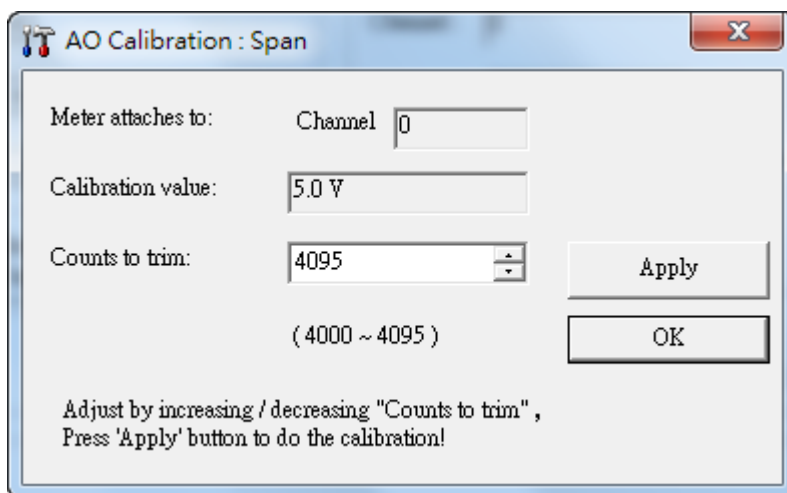 AO Calibration : Span
Meter attaches to: Channel 0
Calibration value: 5.0 V
Counts to trim: 4095
Apply
( 4000 ~ 4095 )
OK
Adjust by increasing / decreasing "Counts to trim" ,
Press 'Apply' button to do the calibration!